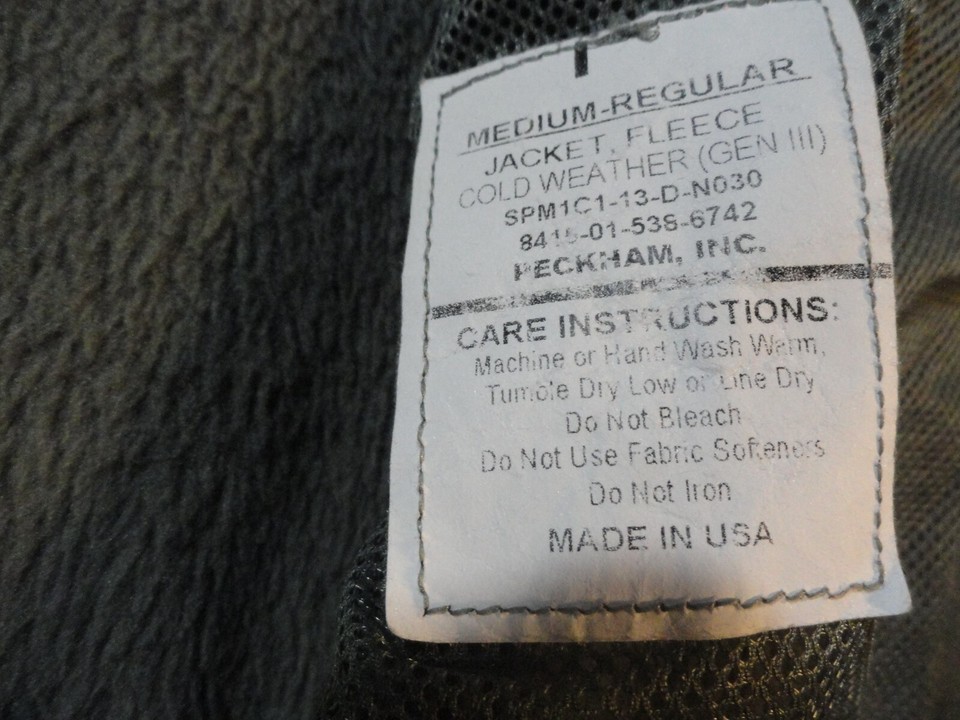 MEDIUM-REGULAR
JACKET, FLEECE
COLD WEATHER (GEN III)
SPM1C1-13-D-N030
8415-01-538-6742
PECKHAM, INC.
CARE INSTRUCTIONS:
Machine or Hand Wash Warm,
Tumble Dry Low or Line Dry
Do Not Bleach
Do Not Use Fabric Softeners
Do Not Iron
MADE IN USA